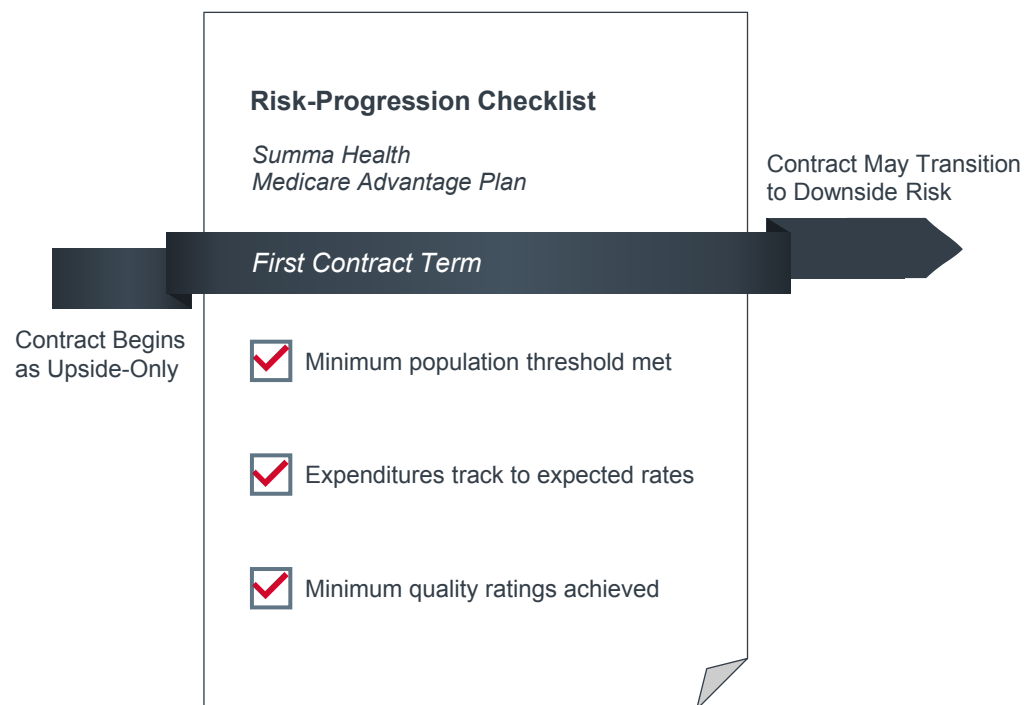 Risk-Progression Checklist
Summa Health
Medicare Advantage Plan
Contract May Transition
to Downside Risk
First Contract Term
Contract Begins
as Upside-Only
Minimum population threshold met
Expenditures track to expected rates
Minimum quality ratings achieved